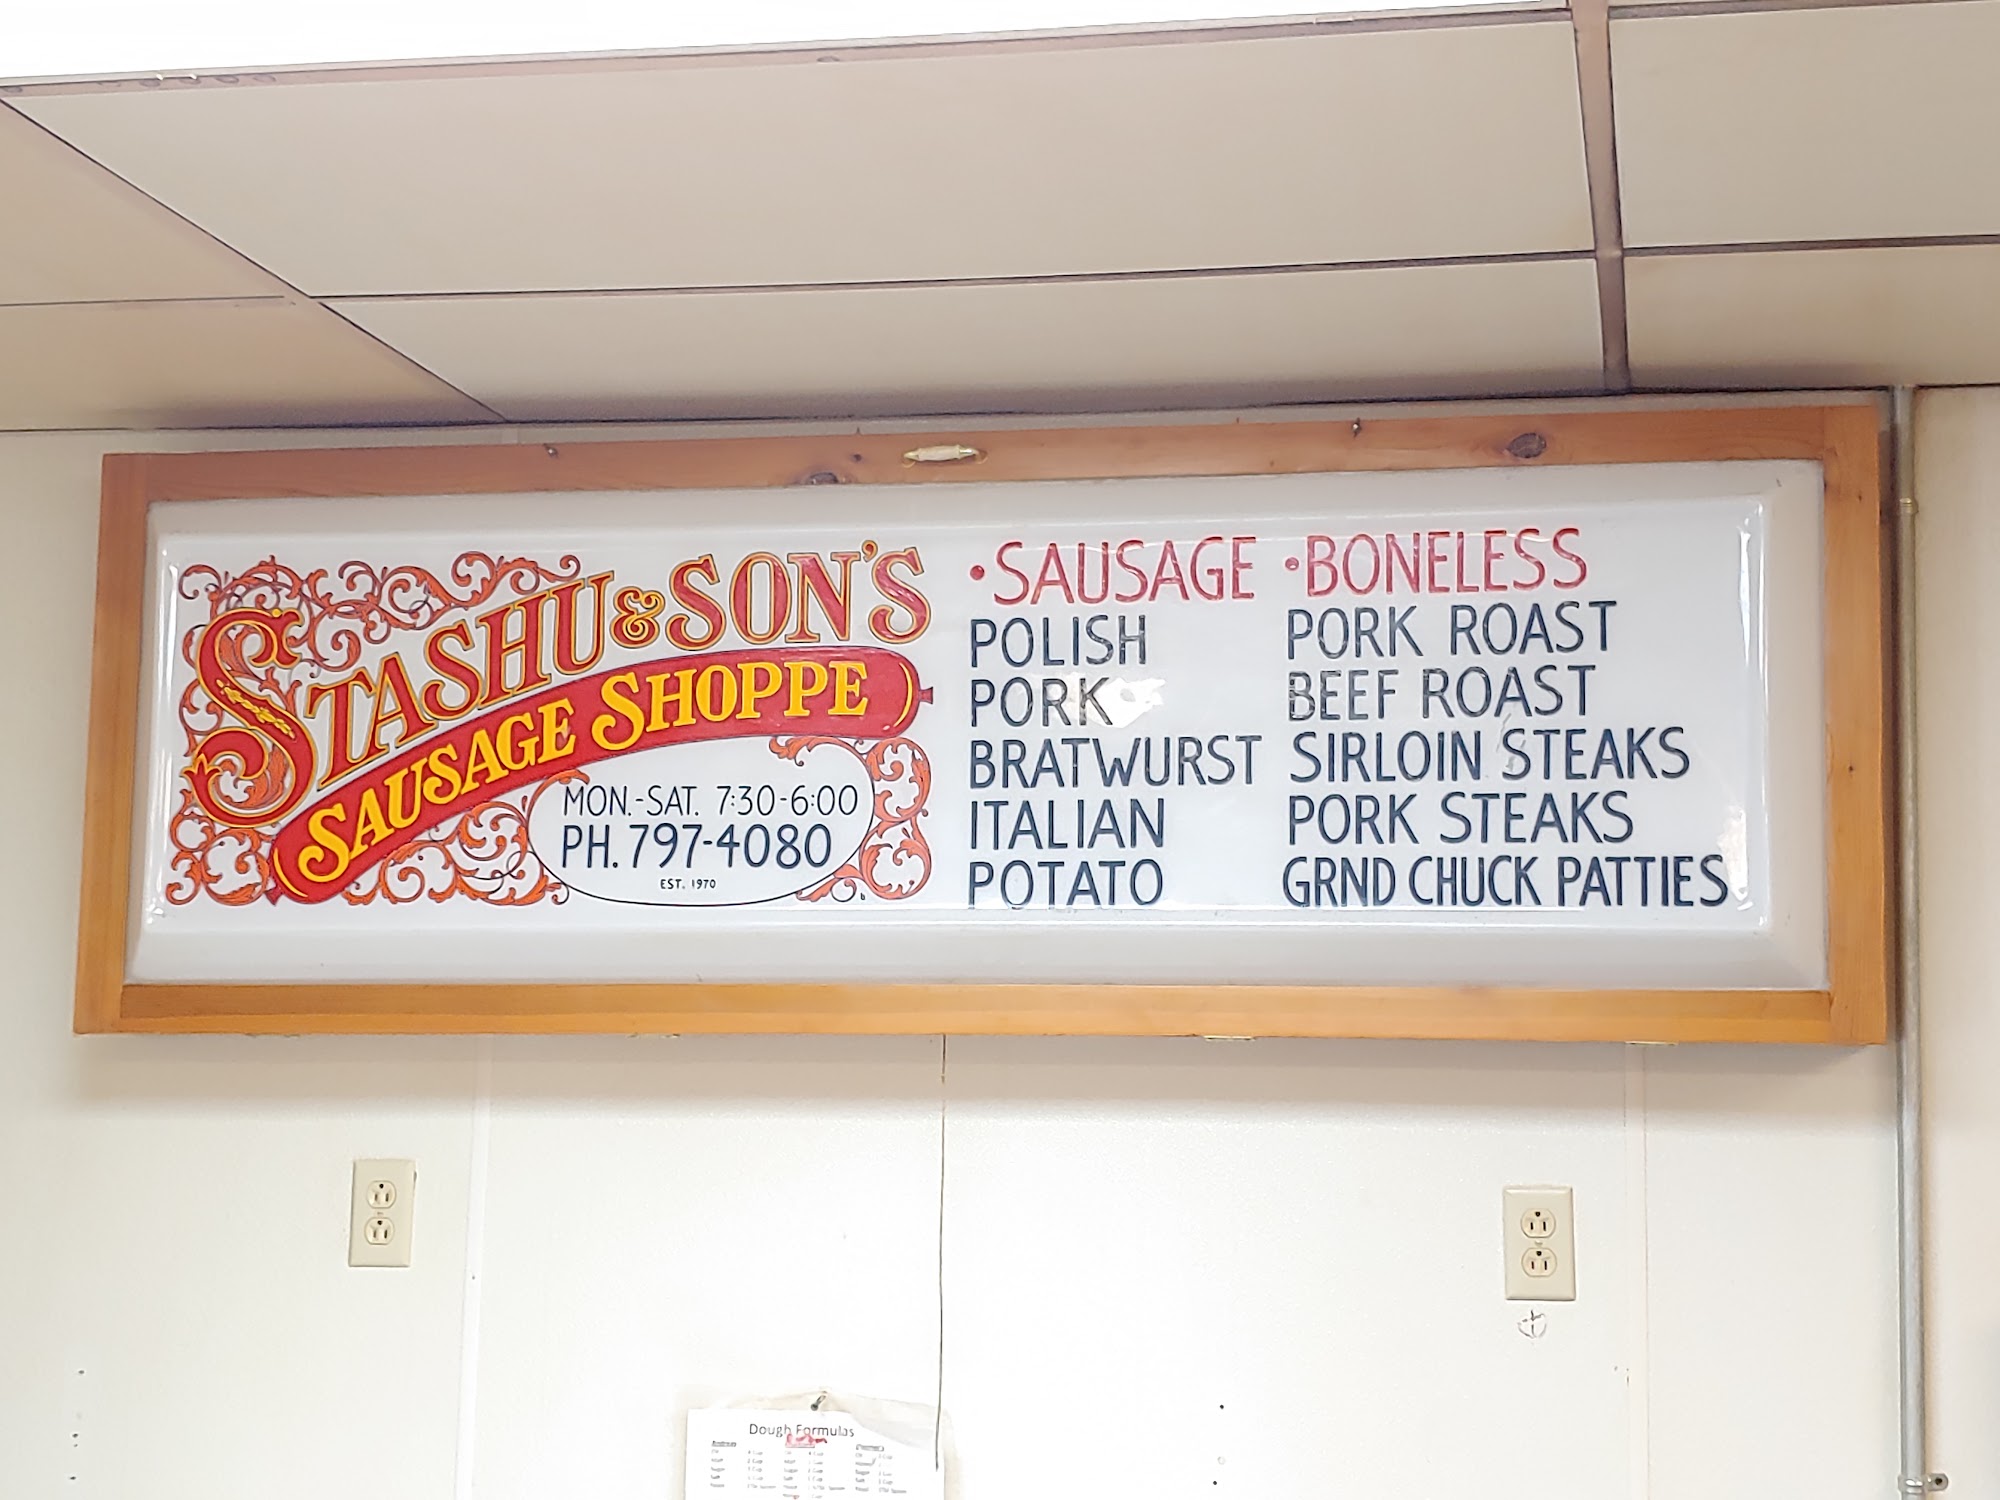 STASHU & SON'S
SAUSAGE SHOPPE
MON.-SAT. 7:30-6:00
PH. 797-4080
EST. 1970
• SAUSAGE
POLISH
PORK
BRATWURST
ITALIAN
POTATO
• BONELESS
PORK ROAST
BEEF ROAST
SIRLOIN STEAKS
PORK STEAKS
GRND CHUCK PATTIES
Dough Formulas